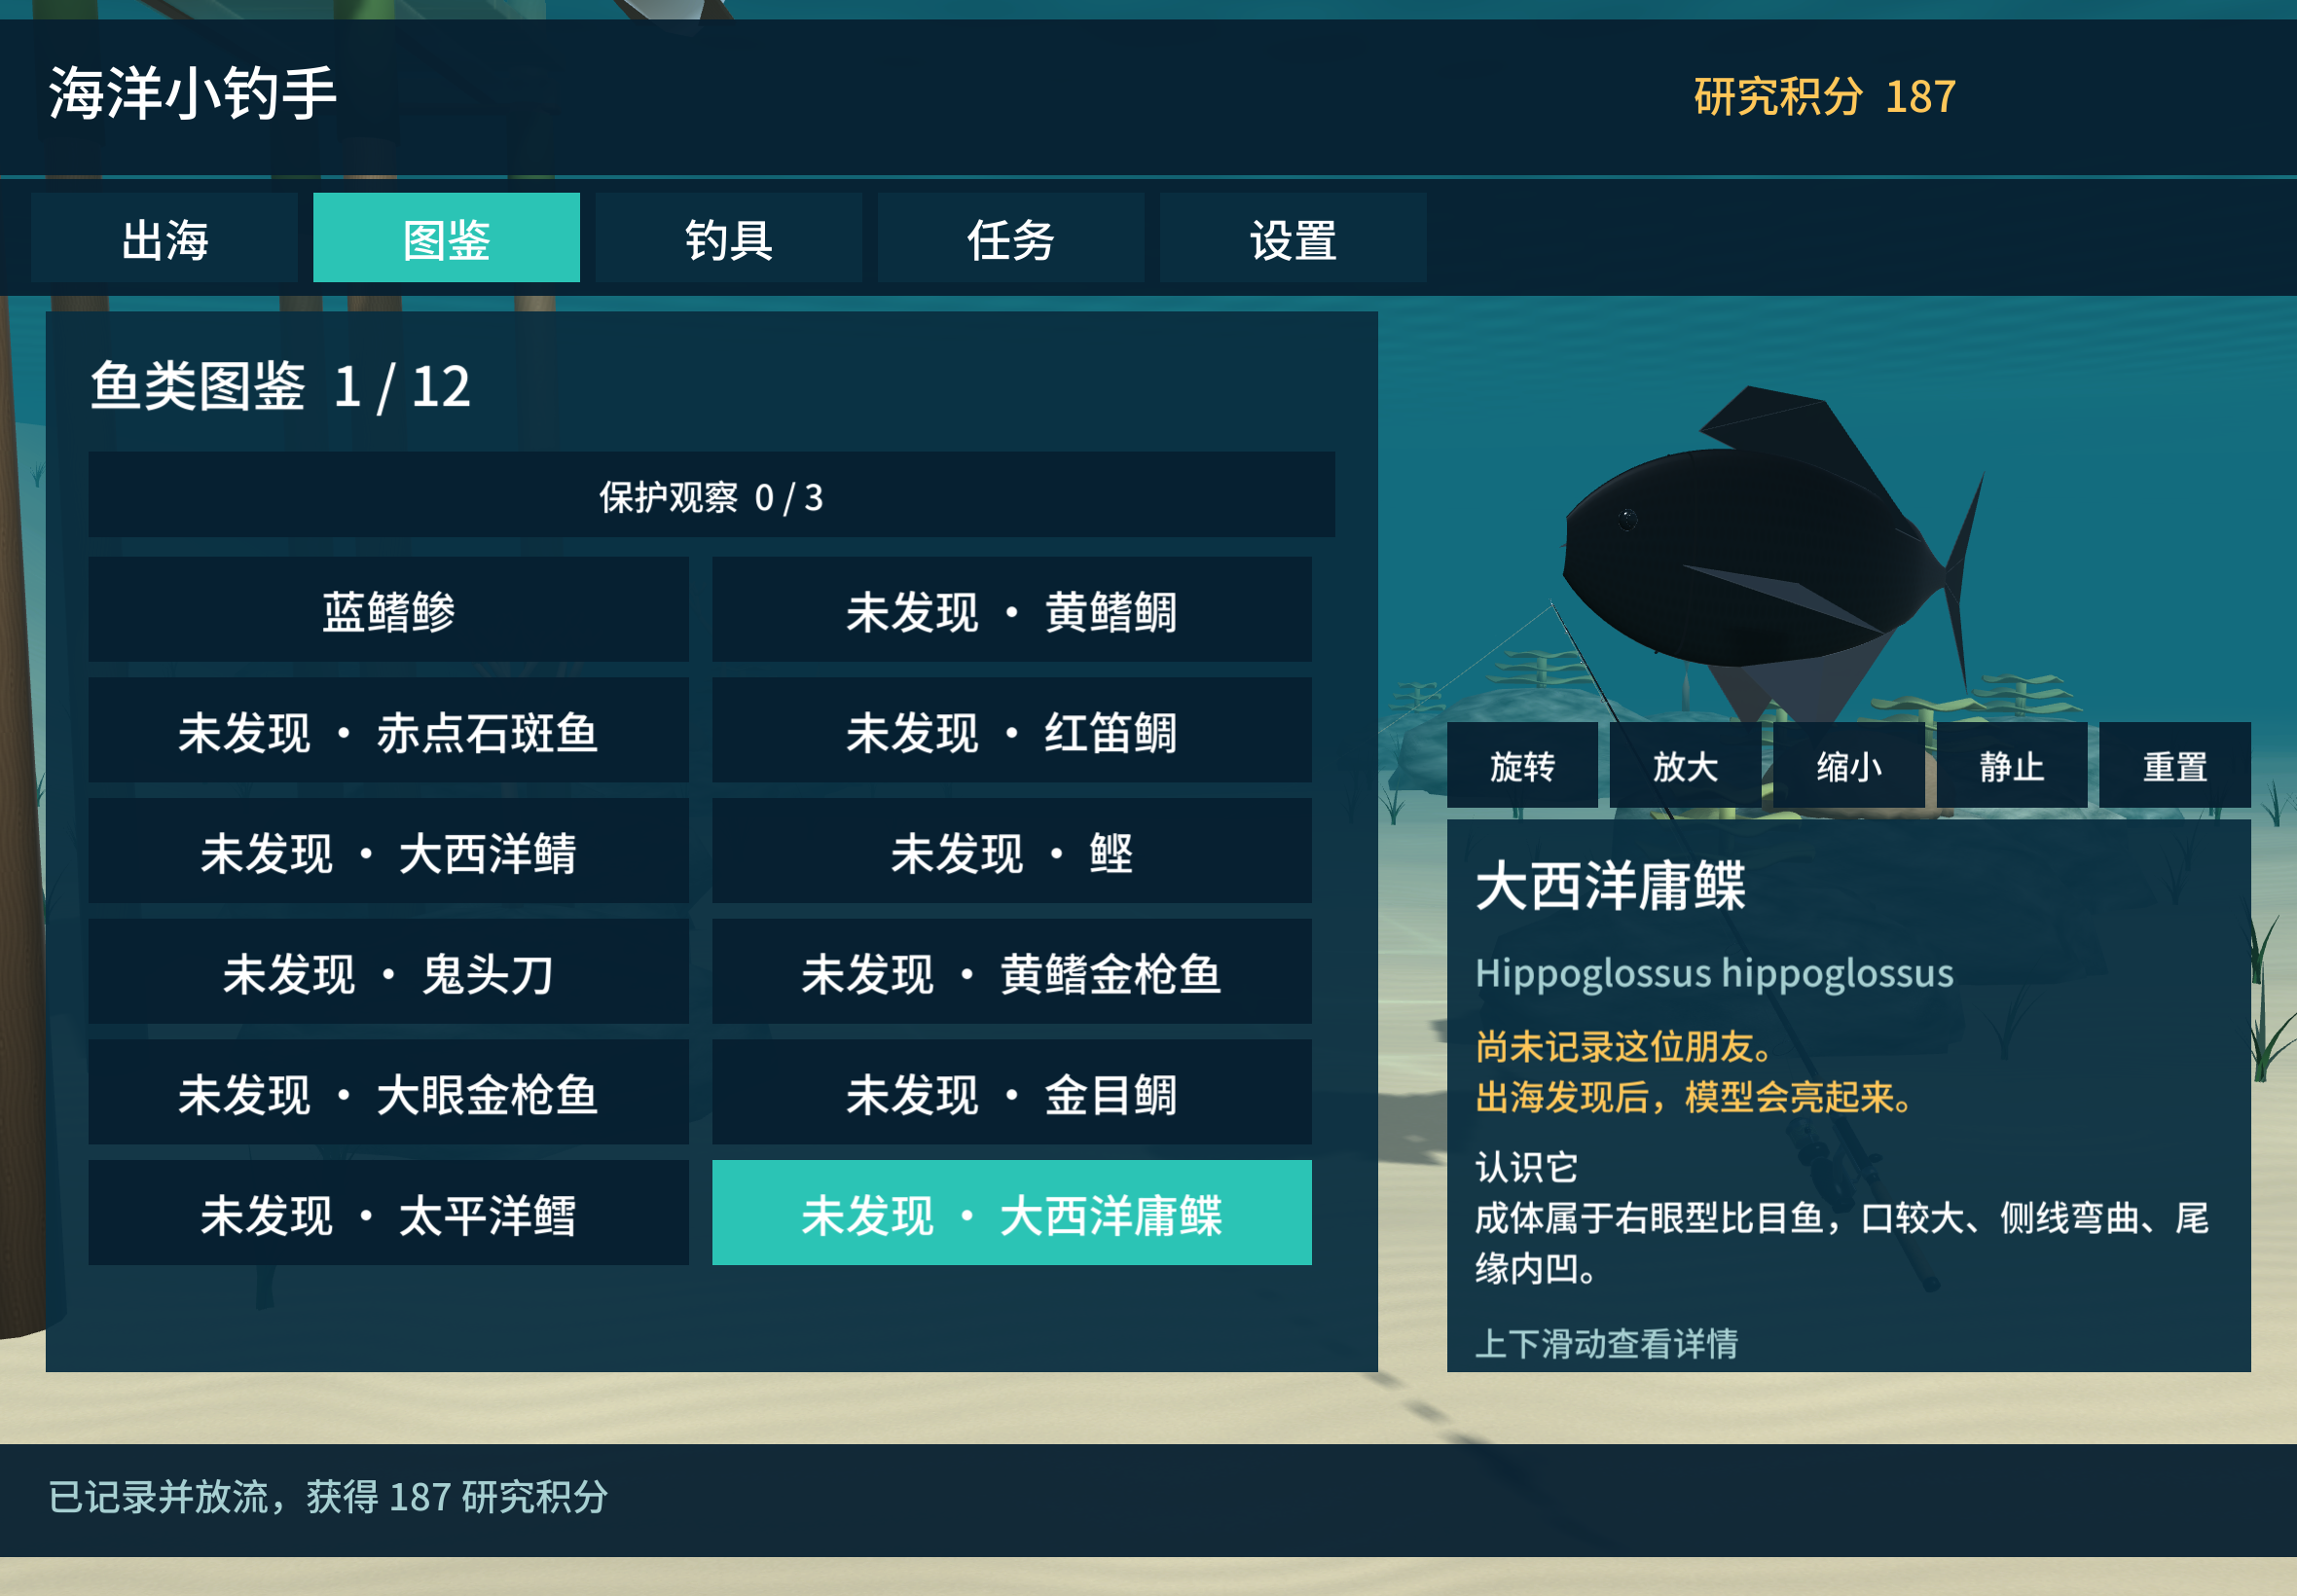 海洋小钓手
研究积分 187
出海
图鉴
钓具
任务
设置
鱼类图鉴 1 / 12
保护观察 0 / 3
蓝鳍鲹
未发现 · 黄鳍鲷
未发现 · 赤点石斑鱼
未发现 · 红笛鲷
未发现 · 大西洋鲭
未发现 · 鲣
未发现 · 鬼头刀
未发现 · 黄鳍金枪鱼
未发现 · 大眼金枪鱼
未发现 · 金目鲷
未发现 · 太平洋鳕
未发现 · 大西洋庸鲽
旋转
放大
缩小
静止
重置
大西洋庸鲽
Hippoglossus hippoglossus
尚未记录这位朋友。
出海发现后，模型会亮起来。
认识它
成体属于右眼型比目鱼，口较大、侧线弯曲、尾
缘内凹。
上下滑动查看详情
已记录并放流，获得 187 研究积分